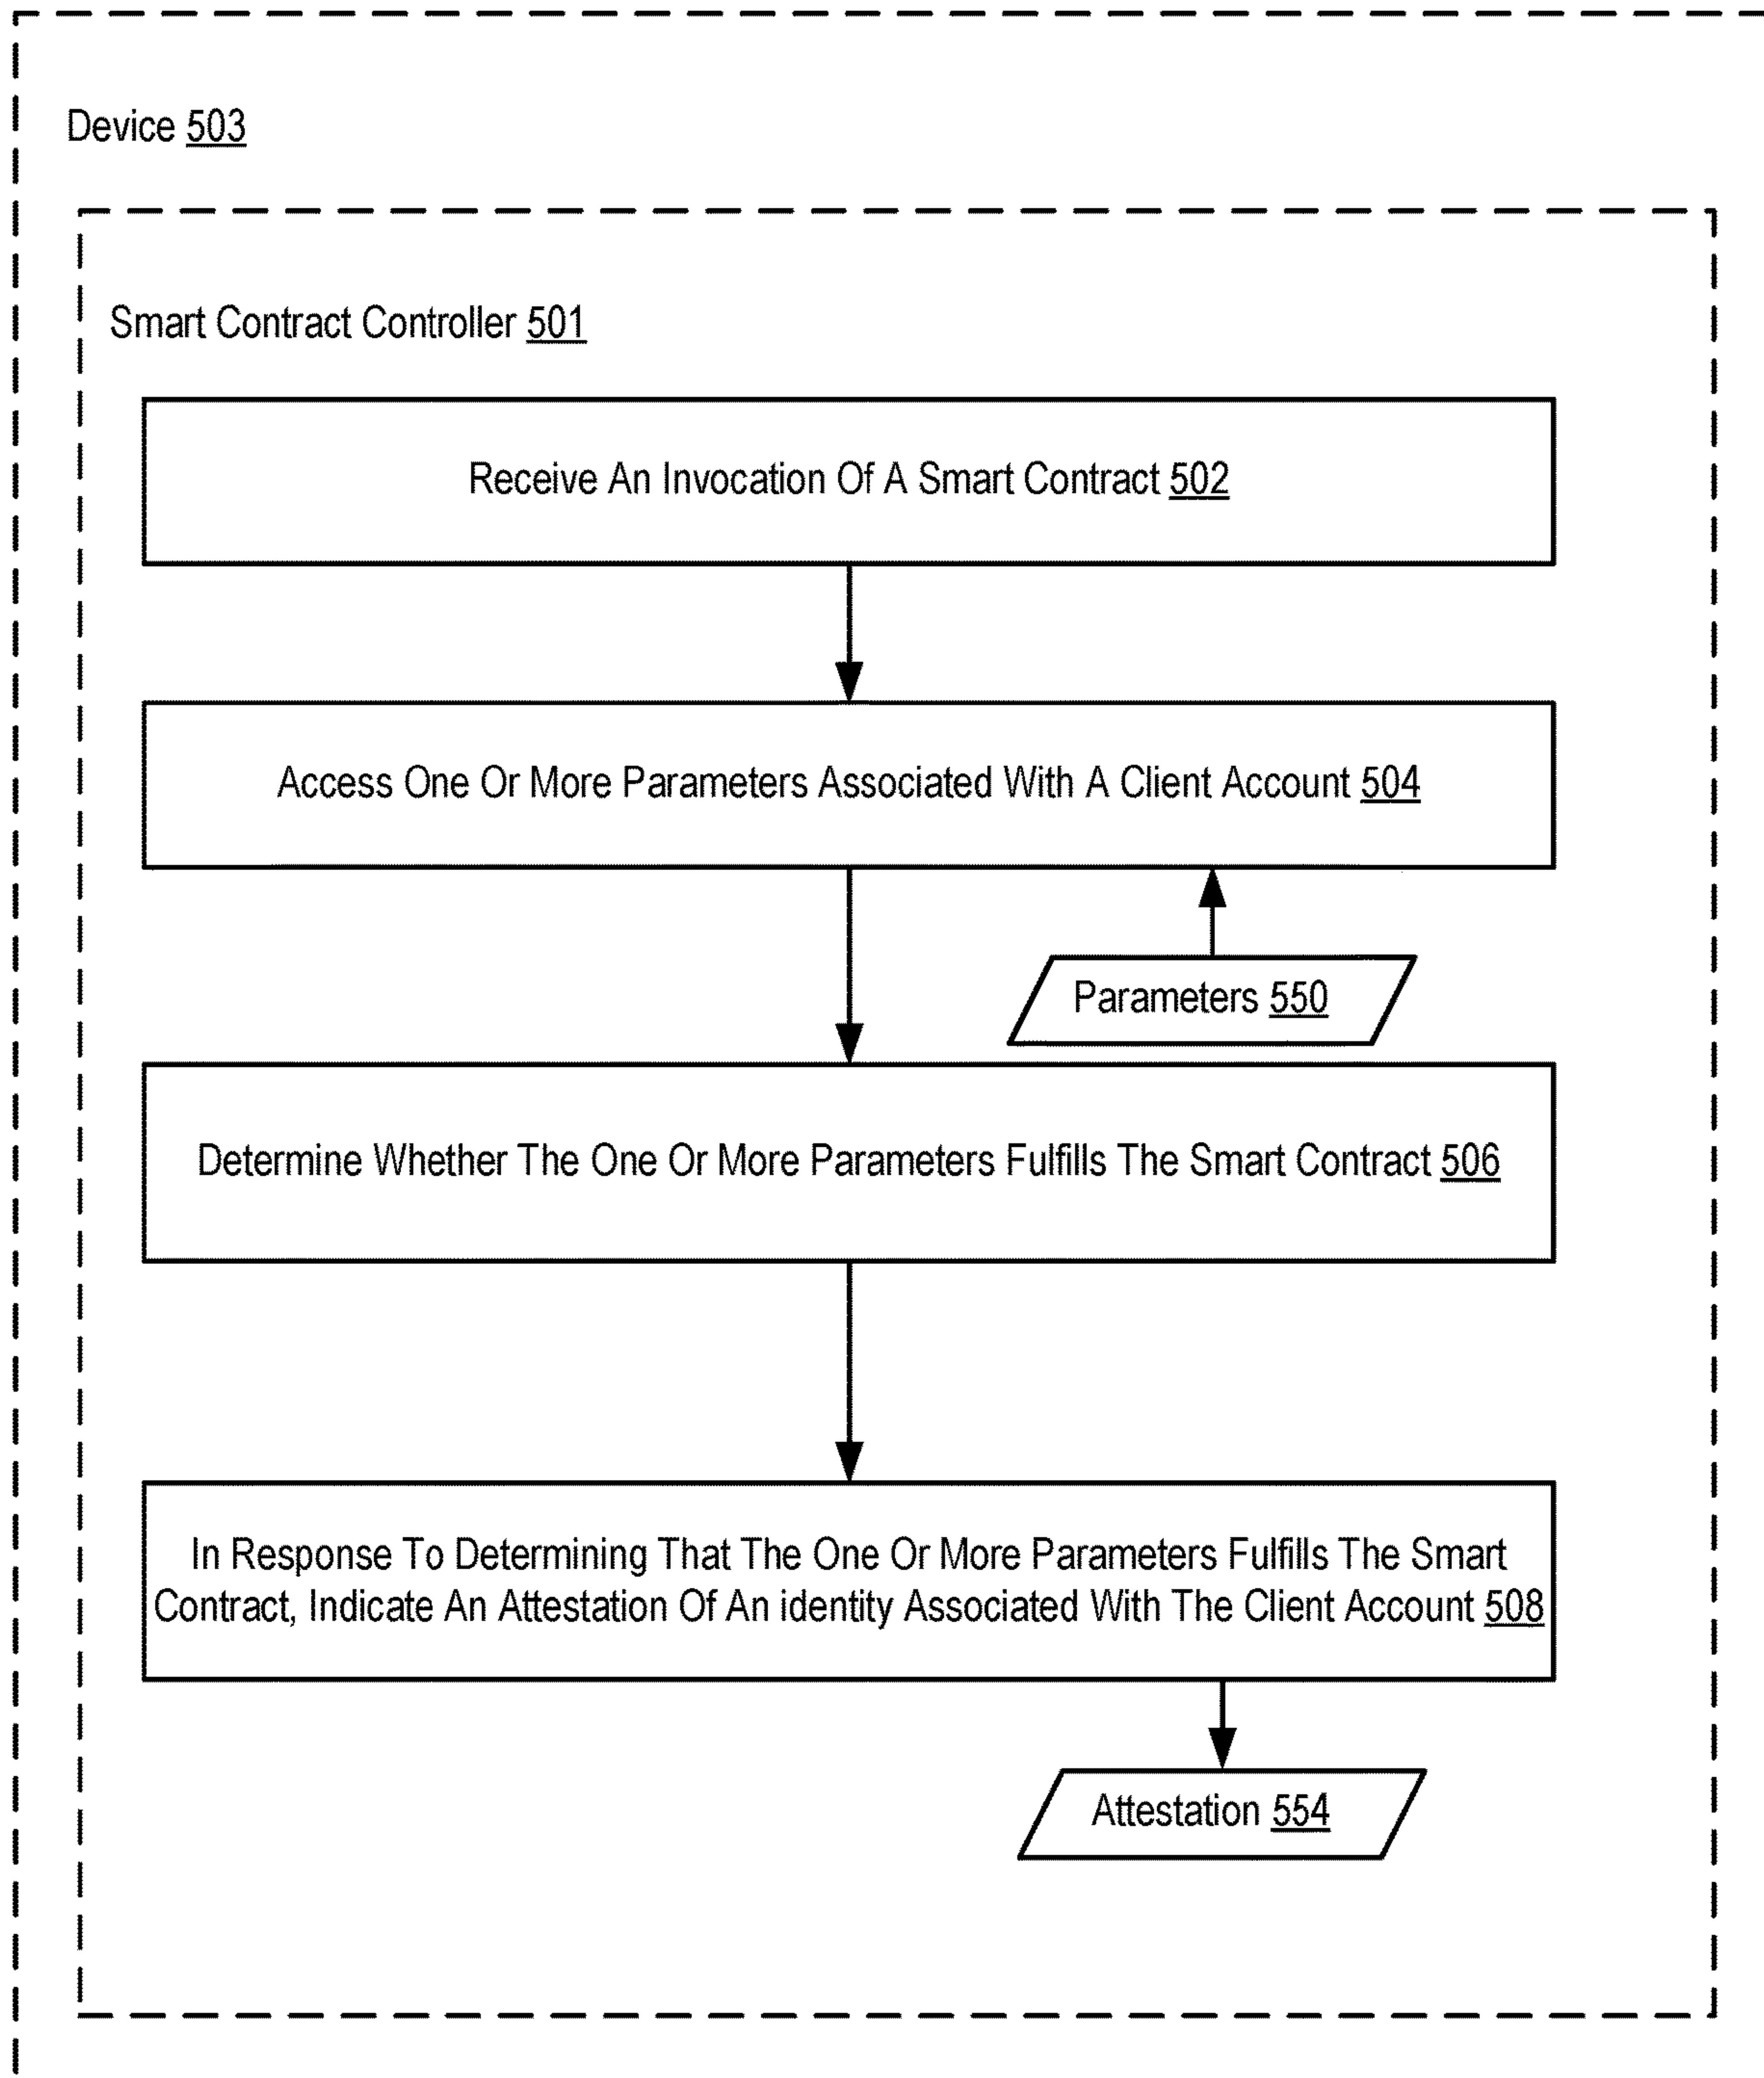 Device 503
Smart Contract Controller 501
Receive An Invocation Of A Smart Contract 502
Access One Or More Parameters Associated With A Client Account 504
Parameters 550
Determine Whether The One Or More Parameters Fulfills The Smart Contract 506
In Response To Determining That The One Or More Parameters Fulfills The Smart
Contract, Indicate An Attestation Of An identity Associated With The Client Account 508
Attestation 554